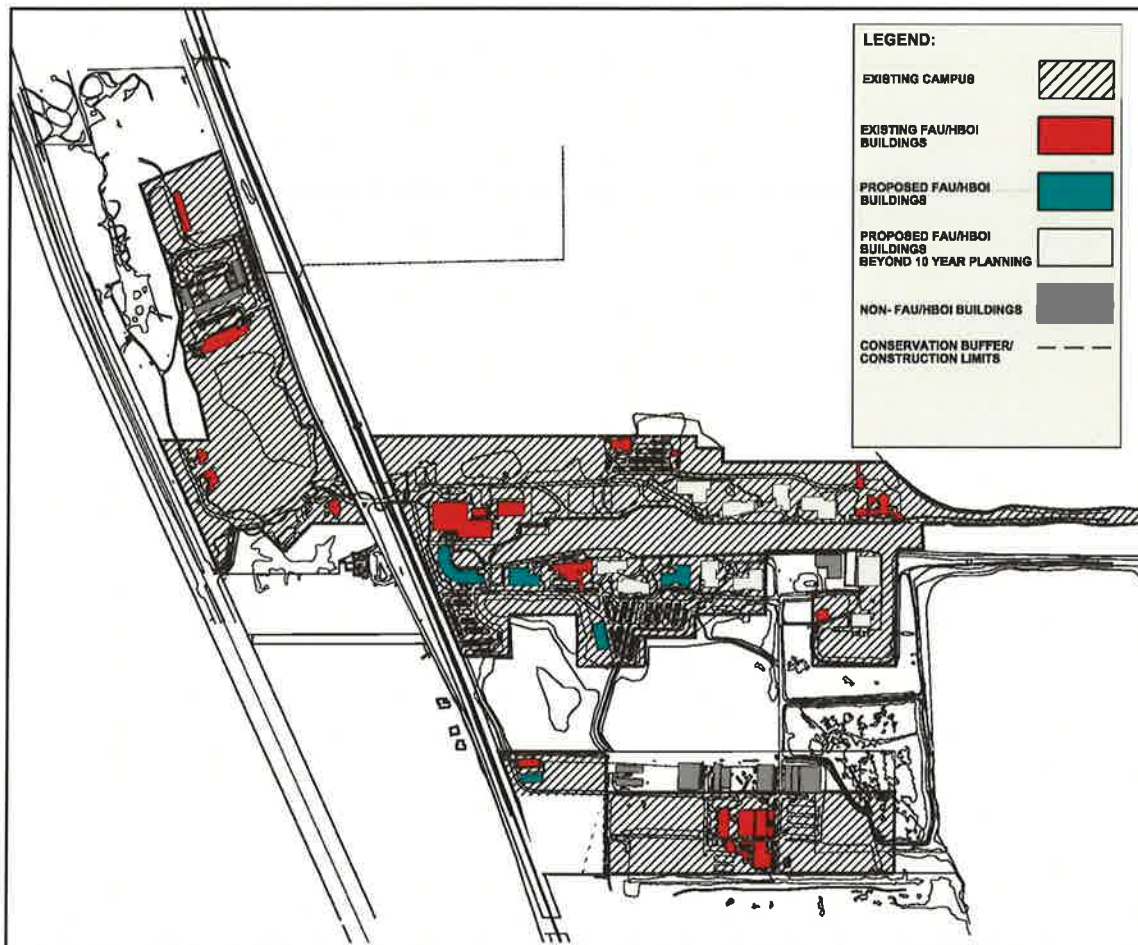 LEGEND:
EXISTING CAMPUS
EXISTING FAU/HBOI
BUILDINGS
PROPOSED FAU/HBOI
BUILDINGS
PROPOSED FAU/HBOI
BUILDINGS
BEYOND 10 YEAR PLANNING
NON- FAU/HBOI BUILDINGS
CONSERVATION BUFFER/
CONSTRUCTION LIMITS